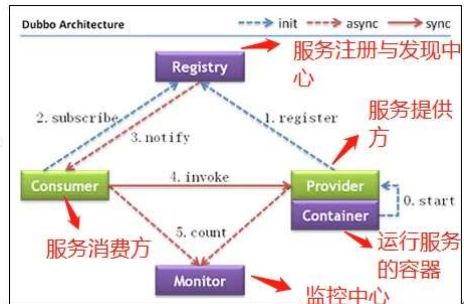 Dubbo Architecture
init
async
sync
服务注册与发现中
心
Registry
服务提供
方
2. subscribe
3. notify
1. register
Consumer
4. invoke
Provider
Container
0. start
服务消费方
5. count
运行服务
的容器
Monitor
监控中心